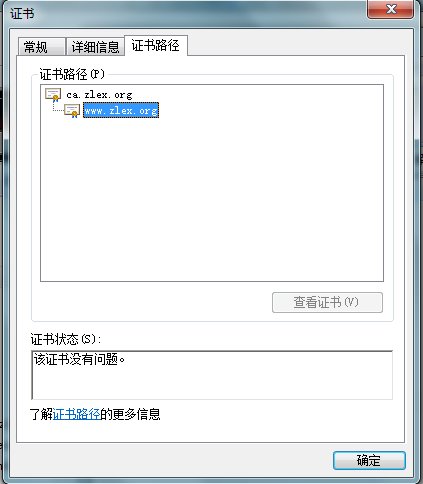 证书
常规 详细信息 证书路径
证书路径(P)
ca.zlex.org
www.zlex.org
查看证书(V)
证书状态(S):
该证书没有问题。
了解证书路径的更多信息
确定